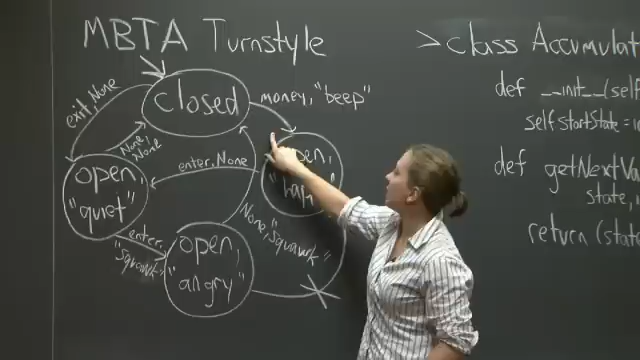 MBTA Turnstyle
closed
money, "beep"
exit, None
None,
None
enter, None
open,
"quiet"
None, "squawk"
enter,
"squawk"
open,
angry"
> class Accumulat
def __init__(self
self.startState =
def getNextVa
state, i
return (state